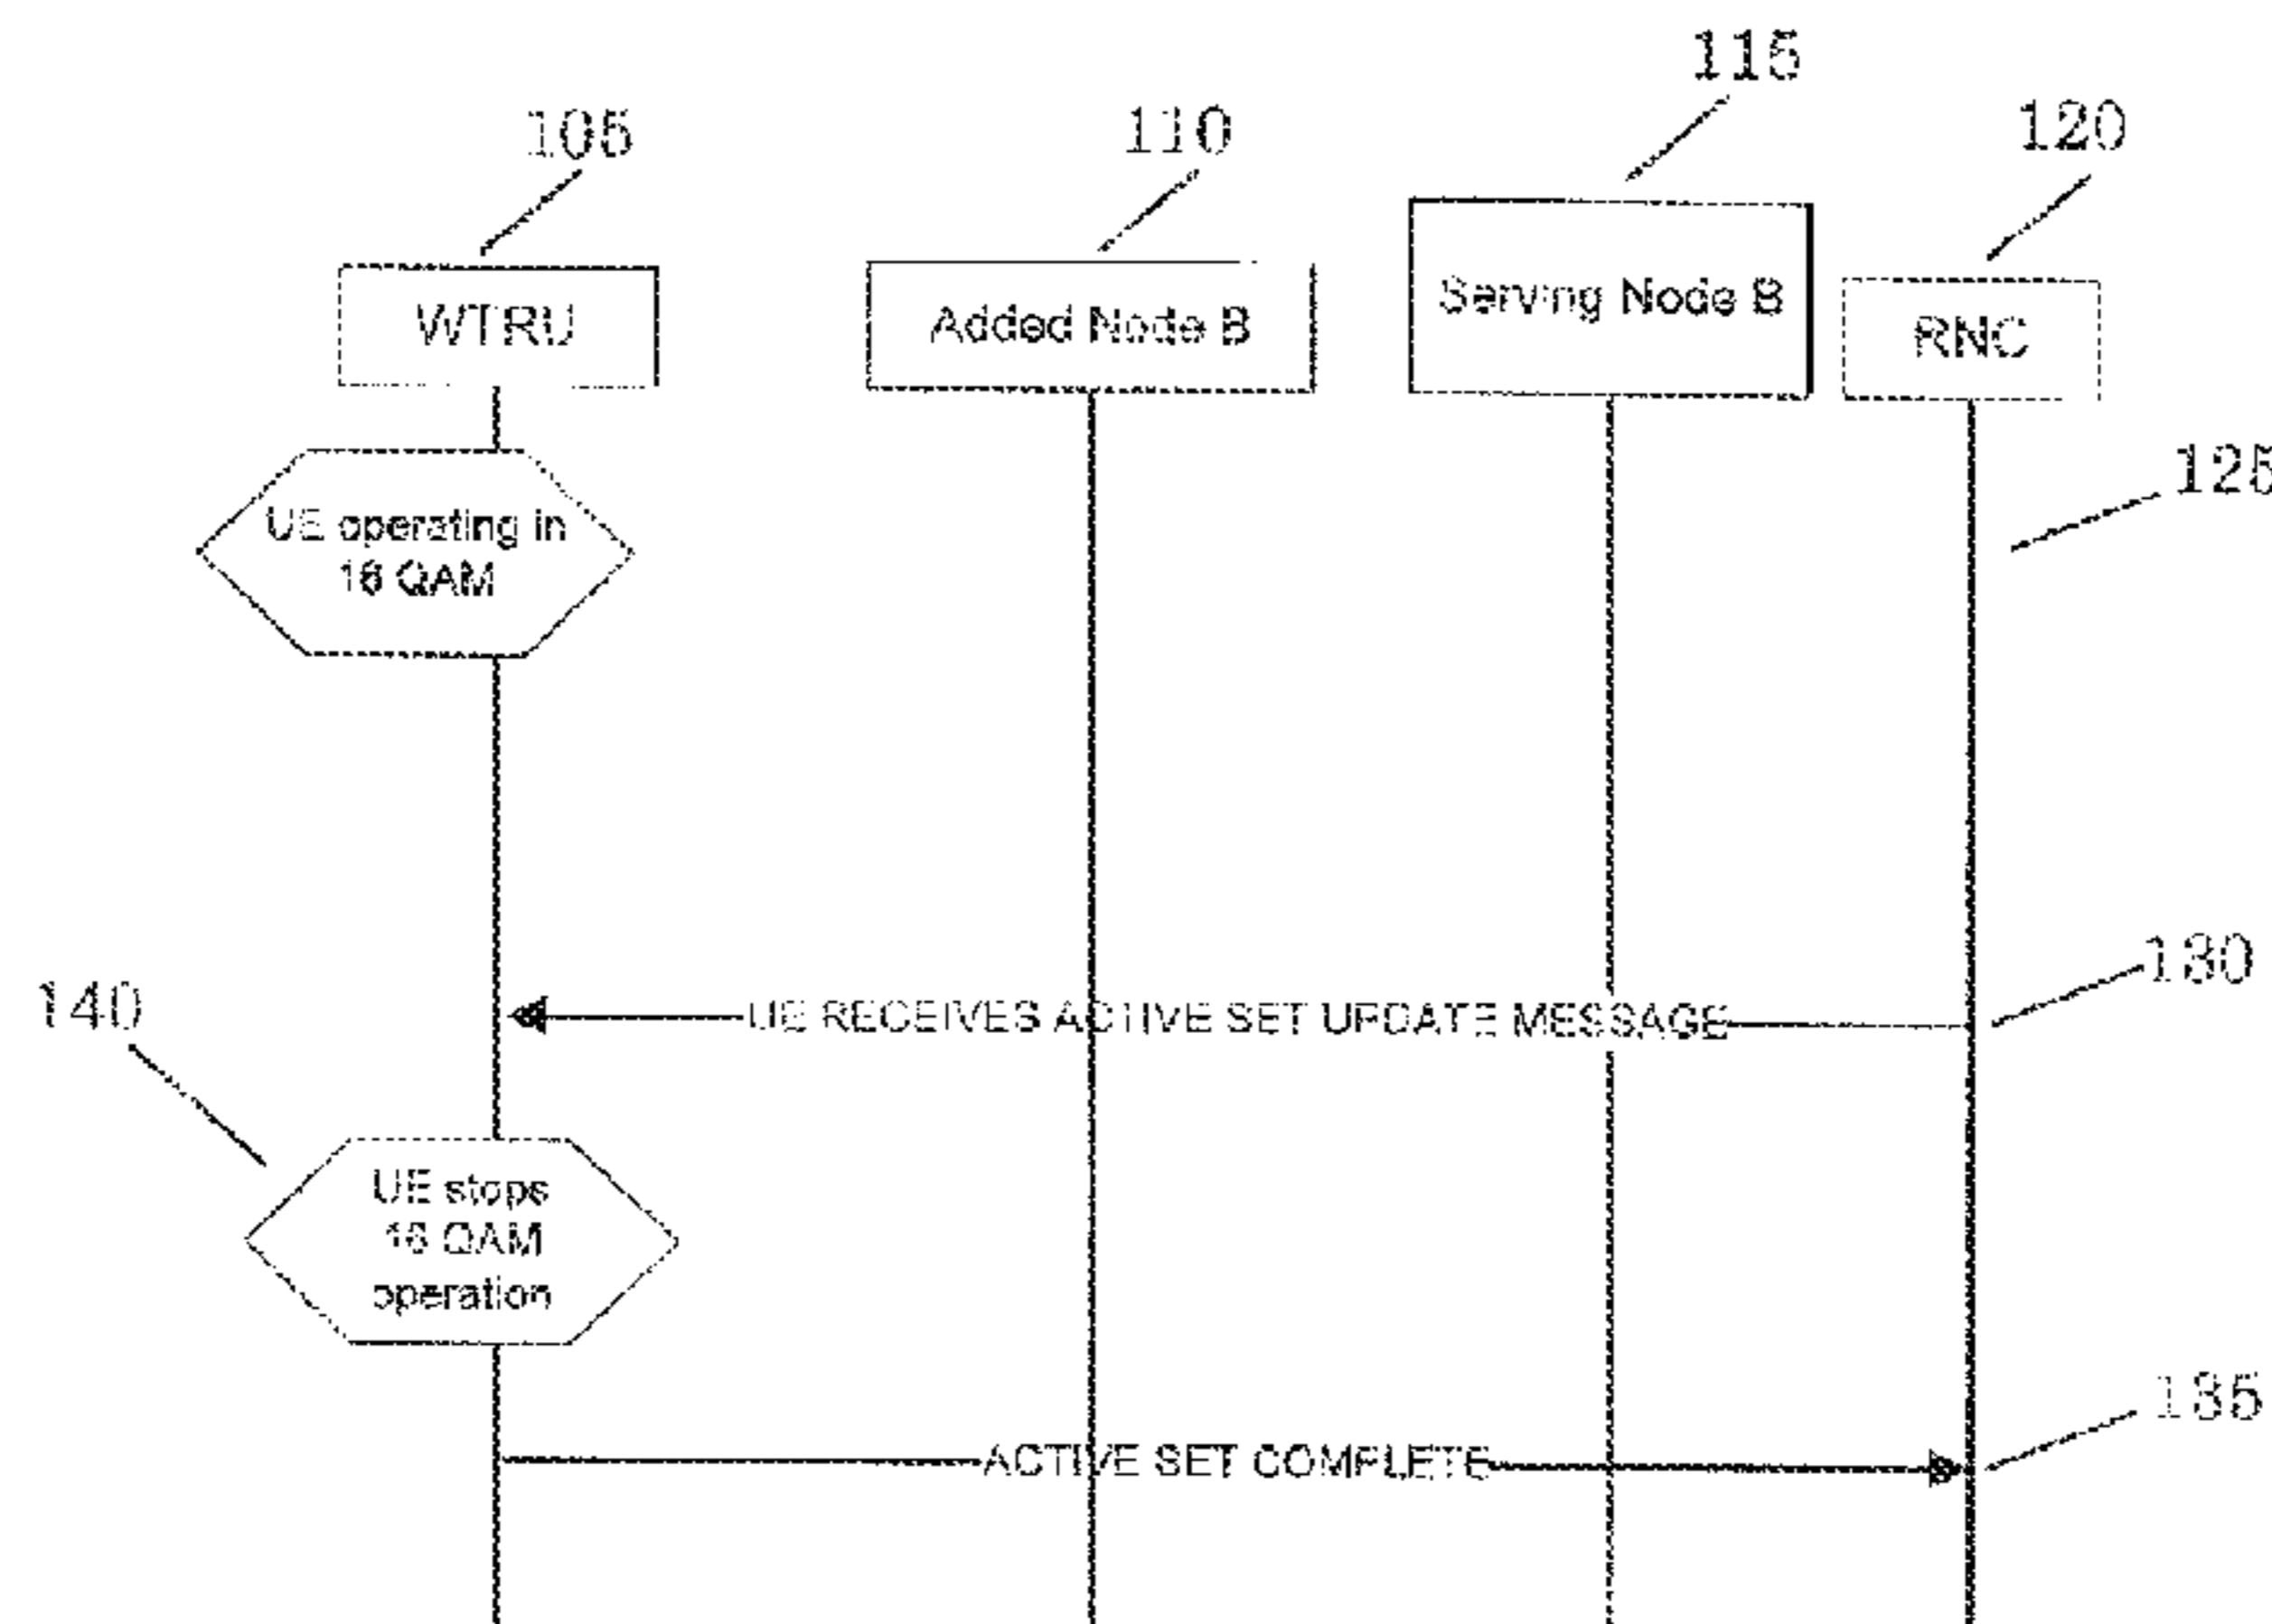 115
105
110
120
WTRU
Added Node B
Serving Node B
RNC
125
UE operating in
16 QAM
130
140
UE RECEIVES ACTIVE SET UPDATE MESSAGE
UE stops
16 QAM
operation
135
ACTIVE SET COMPLETE